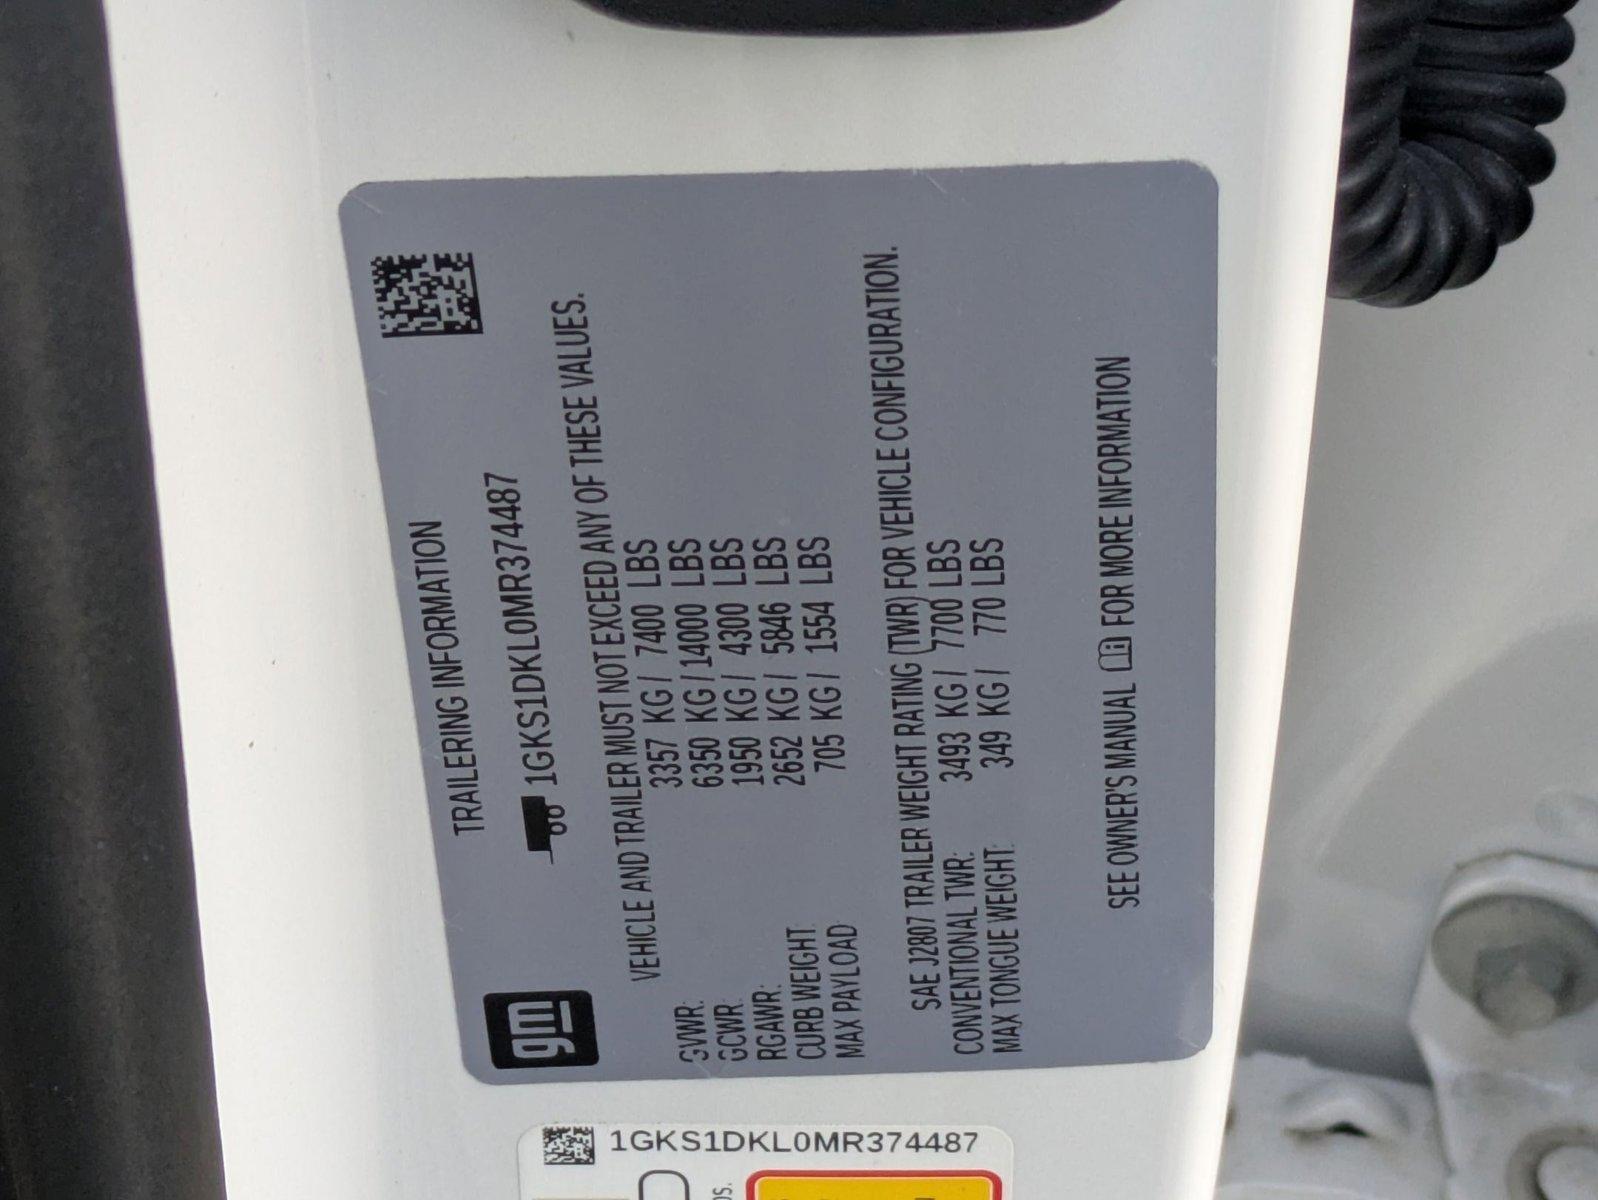 gm
TRAILERING INFORMATION
1GKS1DKL0MR374487
VEHICLE AND TRAILER MUST NOT EXCEED ANY OF THESE VALUES.
GVWR: 3357 KG / 7400 LBS
GCWR: 6350 KG / 14000 LBS
RGAWR: 1950 KG / 4300 LBS
CURB WEIGHT: 2652 KG / 5846 LBS
MAX PAYLOAD: 705 KG / 1554 LBS
SAE J2807 TRAILER WEIGHT RATING (TWR) FOR VEHICLE CONFIGURATION.
CONVENTIONAL TWR: 3493 KG / 7700 LBS
MAX TONGUE WEIGHT: 349 KG / 770 LBS
SEE OWNER'S MANUAL FOR MORE INFORMATION
1GKS1DKL0MR374487